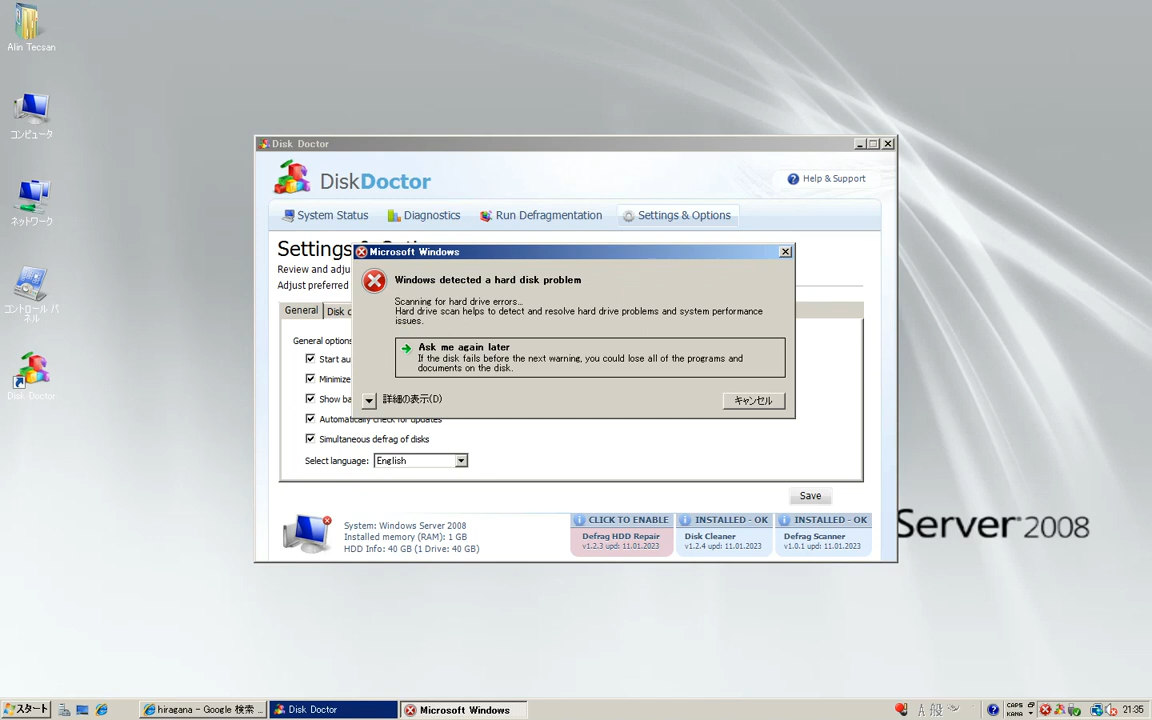 Alin Tecsan
コンピュータ
ネットワーク
コントロール パネル
Disk Doctor
Disk Doctor
DiskDoctor
Help & Support
System Status
Diagnostics
Run Defragmentation
Settings & Options
Settings
Review and adju
Adjust preferred
General
Disk
General options
Start au
Minimize
Show ba
Automatically check for updates
Simultaneous defrag of disks
Select language:
English
Save
Microsoft Windows
Windows detected a hard disk problem
Scanning for hard drive errors...
Hard drive scan helps to detect and resolve hard drive problems and system performance
issues.
Ask me again later
If the disk fails before the next warning, you could lose all of the programs and
documents on the disk.
詳細の表示(D)
キャンセル
System: Windows Server 2008
Installed memory (RAM): 1 GB
HDD Info: 40 GB (1 Drive: 40 GB)
CLICK TO ENABLE
Defrag HDD Repair
v1.2.3 upd: 11.01.2023
INSTALLED - OK
Disk Cleaner
v1.2.4 upd: 11.01.2023
INSTALLED - OK
Defrag Scanner
v1.0.1 upd: 11.01.2023
Server 2008
スタート
hiragana - Google 検索 ...
Disk Doctor
Microsoft Windows
A 般
CAPS
KANA
21:35